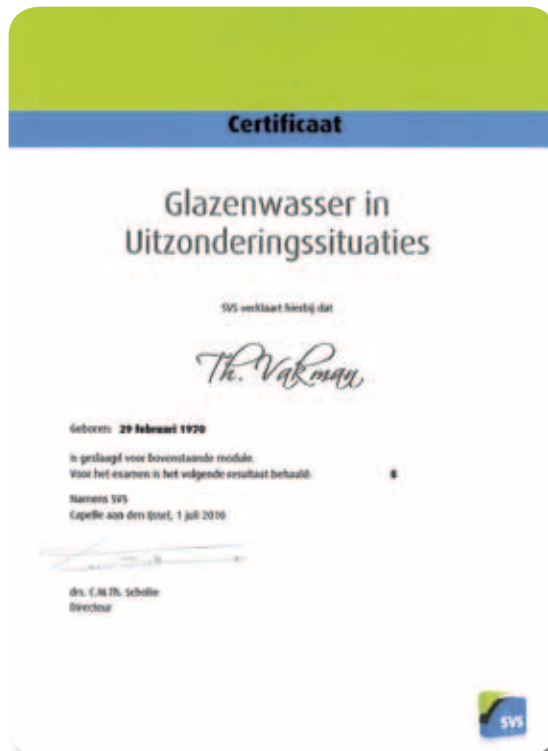 Certificaat
Glazenwasser in
Uitzonderingssituaties
SVS verklaart hierbij dat
Th. Vakman
Geboren: 29 februari 1970
is geslaagd voor bovenstaande module.
Voor het examen is het volgende resultaat behaald: 8
Namens SVS
Capelle aan den IJssel, 1 juli 2010
drs. C.M.Th. Scholte
Directeur
SVS